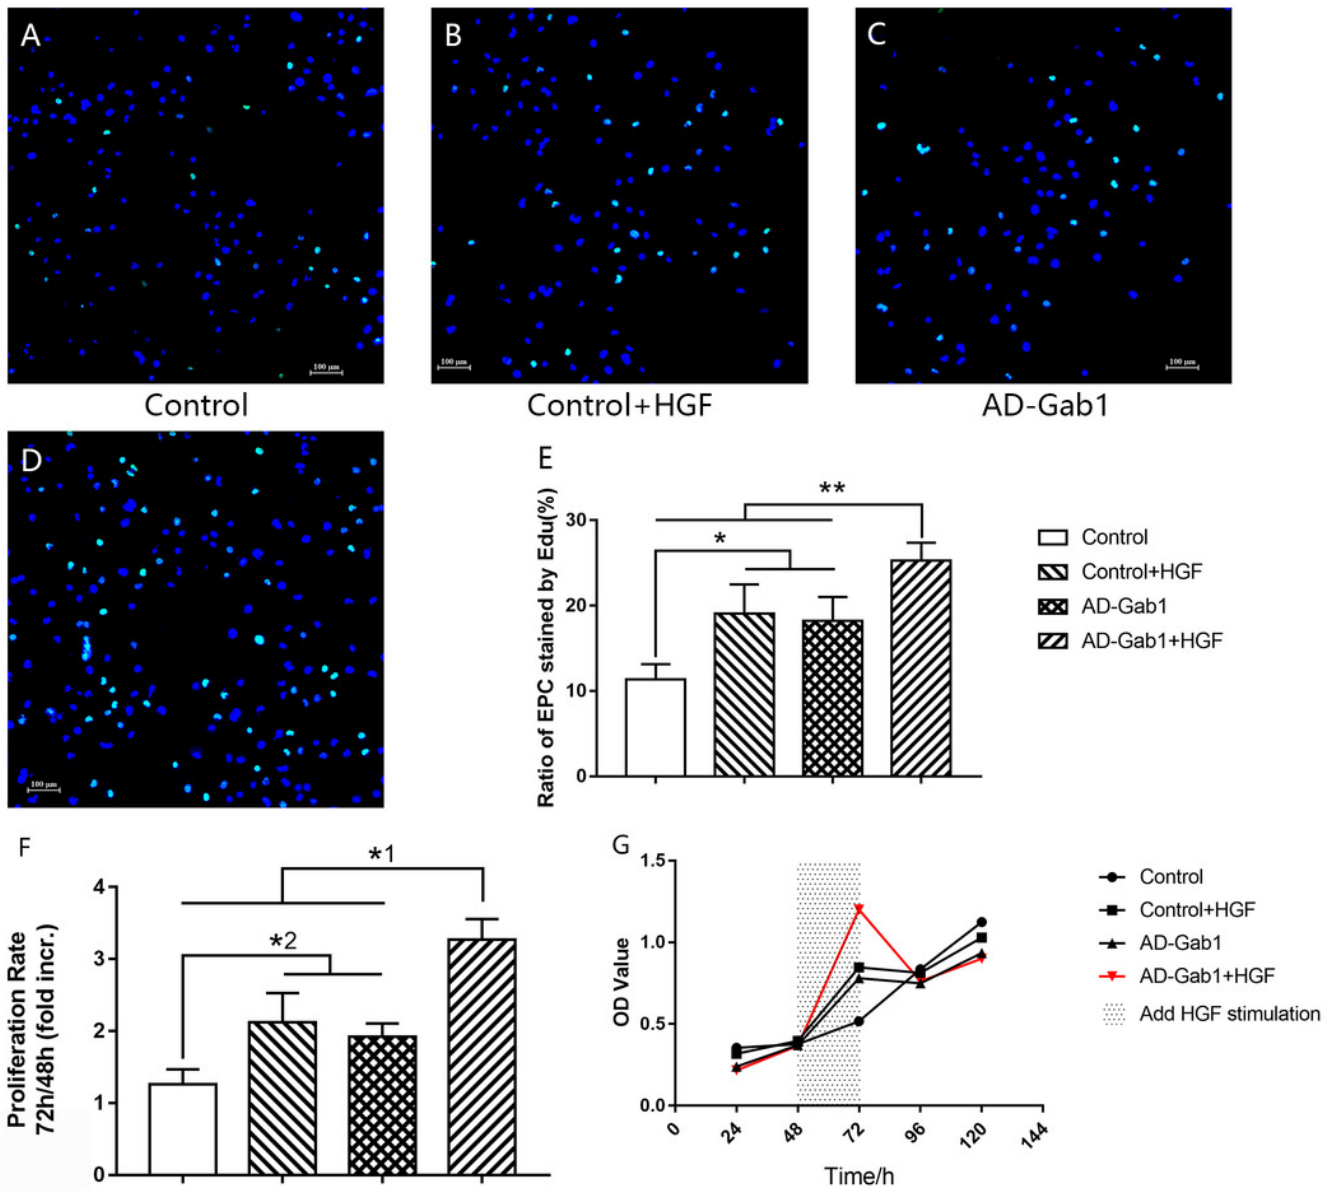 A
B
C
100 μm
100 μm
100 μm
Control
Control+HGF
AD-Gab1
D
100 μm
E
Ratio of EPC stained by Edu(%)
30
20
10
0
*
**
Control
Control+HGF
AD-Gab1
AD-Gab1+HGF
F
Proliferation Rate
72h/48h (fold incr.)
4
3
2
1
0
*1
*2
G
OD Value
1.5
1.0
0.5
0.0
0
24
48
72
96
120
144
Time/h
Control
Control+HGF
AD-Gab1
AD-Gab1+HGF
Add HGF stimulation